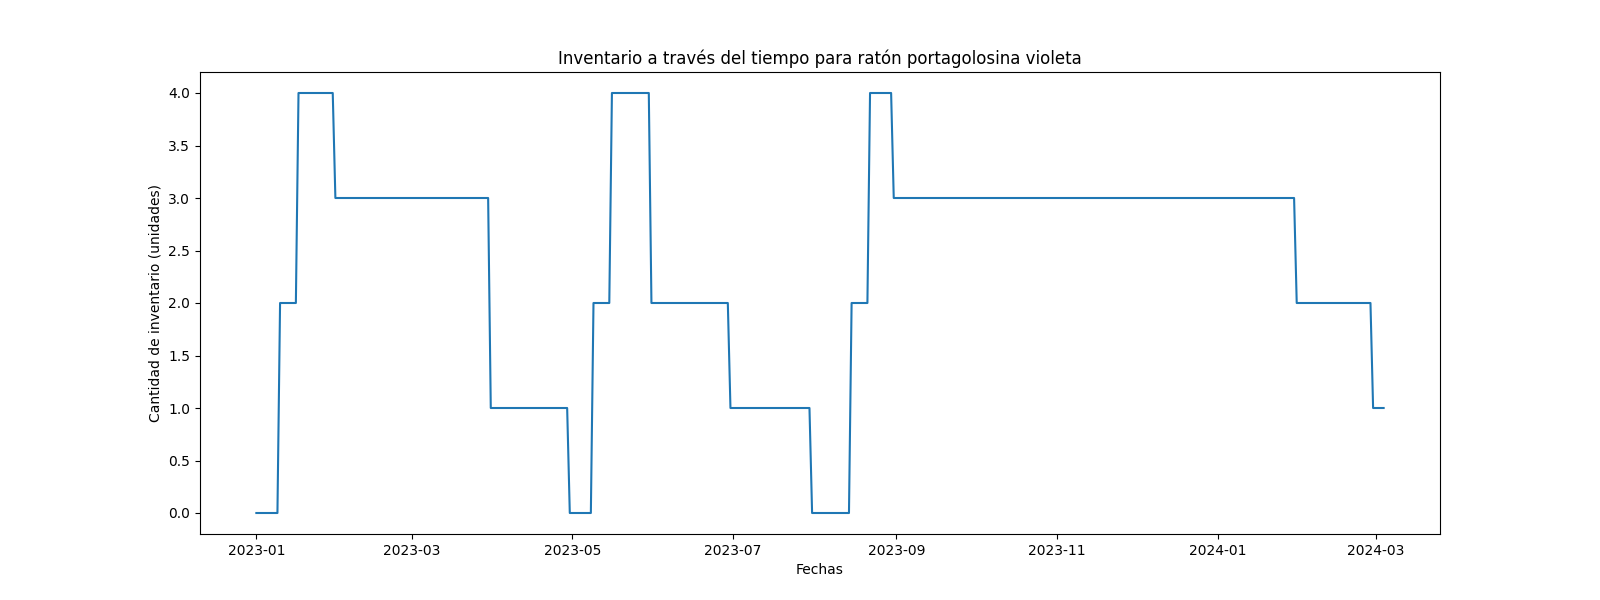 Inventario a través del tiempo para ratón portagolosina violeta
4.0
3.5
3.0
2.5
2.0
1.5
1.0
0.5
0.0
Cantidad de inventario (unidades)
2023-01 2023-03 2023-05 2023-07 2023-09 2023-11 2024-01 2024-03
Fechas